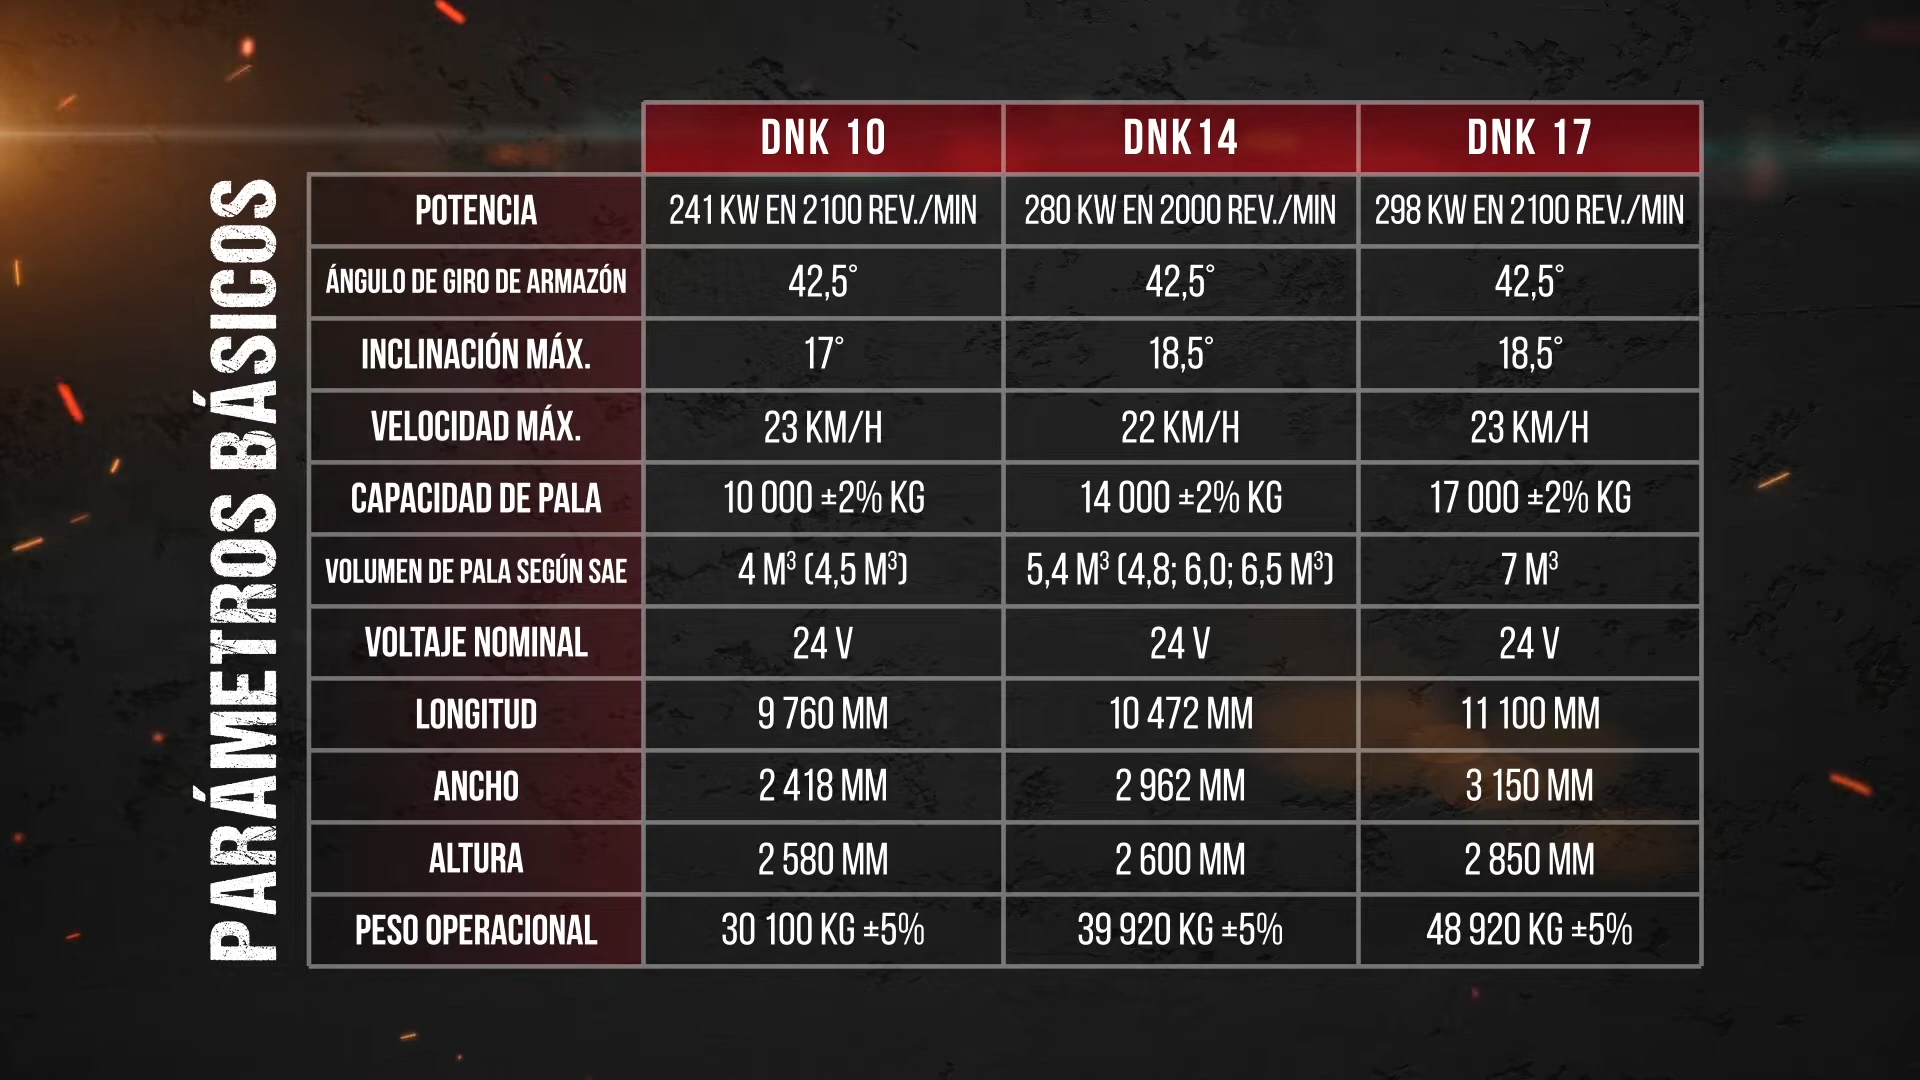 PARÁMETROS BÁSICOS
DNK 10 DNK14 DNK 17
POTENCIA 241 KW EN 2100 REV./MIN 280 KW EN 2000 REV./MIN 298 KW EN 2100 REV./MIN
ÁNGULO DE GIRO DE ARMAZÓN 42,5° 42,5° 42,5°
INCLINACIÓN MÁX. 17° 18,5° 18,5°
VELOCIDAD MÁX. 23 KM/H 22 KM/H 23 KM/H
CAPACIDAD DE PALA 10 000 ±2% KG 14 000 ±2% KG 17 000 ±2% KG
VOLUMEN DE PALA SEGÚN SAE 4 M³ (4,5 M³) 5,4 M³ (4,8; 6,0; 6,5 M³) 7 M³
VOLTAJE NOMINAL 24 V 24 V 24 V
LONGITUD 9 760 MM 10 472 MM 11 100 MM
ANCHO 2 418 MM 2 962 MM 3 150 MM
ALTURA 2 580 MM 2 600 MM 2 850 MM
PESO OPERACIONAL 30 100 KG ±5% 39 920 KG ±5% 48 920 KG ±5%